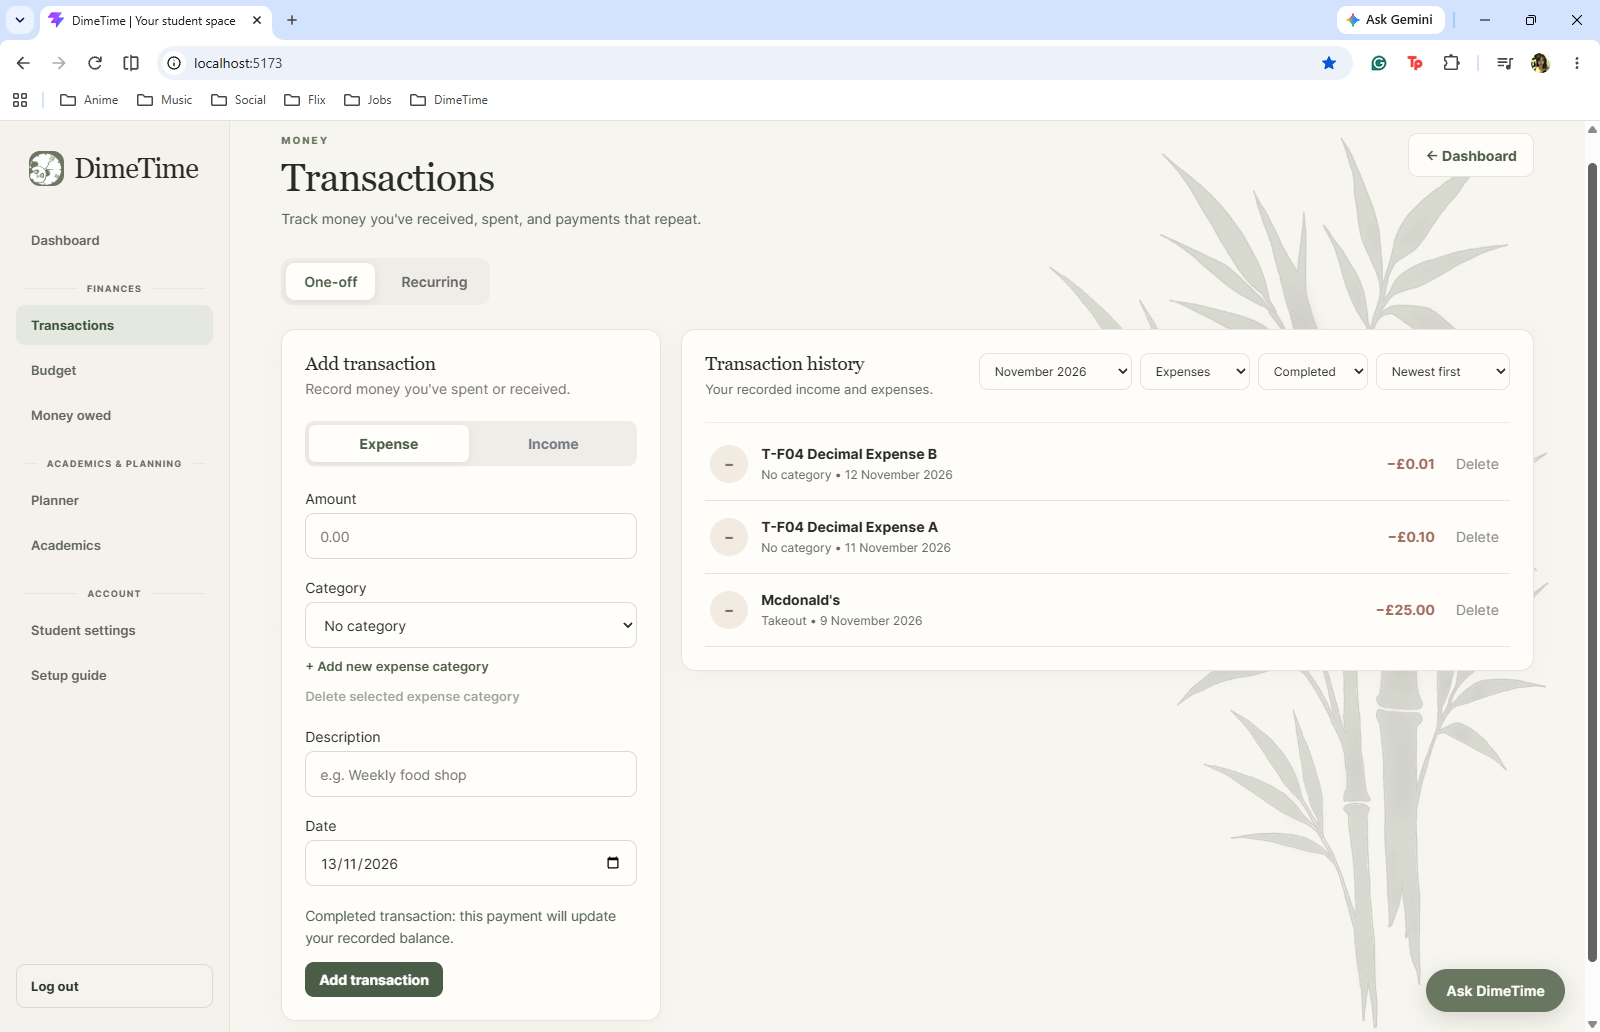 DimeTime | Your student space
Ask Gemini
localhost:5173
Anime
Music
Social
Flix
Jobs
DimeTime
DimeTime
Dashboard
FINANCES
Transactions
Budget
Money owed
ACADEMICS & PLANNING
Planner
Academics
ACCOUNT
Student settings
Setup guide
Log out
MONEY
Transactions
Track money you've received, spent, and payments that repeat.
← Dashboard
One-off
Recurring
Add transaction
Record money you've spent or received.
Expense
Income
Amount
0.00
Category
No category
+ Add new expense category
Delete selected expense category
Description
e.g. Weekly food shop
Date
13/11/2026
Completed transaction: this payment will update
your recorded balance.
Add transaction
Transaction history
Your recorded income and expenses.
November 2026
Expenses
Completed
Newest first
T-F04 Decimal Expense B
No category • 12 November 2026
−£0.01
Delete
T-F04 Decimal Expense A
No category • 11 November 2026
−£0.10
Delete
Mcdonald's
Takeout • 9 November 2026
−£25.00
Delete
Ask DimeTime